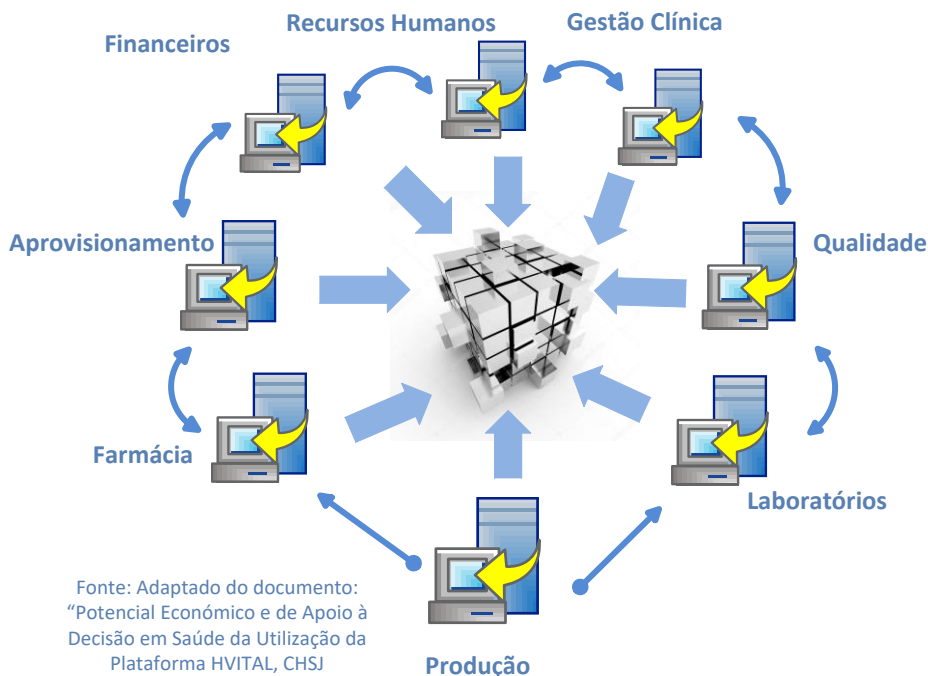 Recursos Humanos
Gestão Clínica
Financeiros
Aprovisionamento
Qualidade
Farmácia
Laboratórios
Fonte: Adaptado do documento:
“Potencial Económico e de Apoio à
Decisão em Saúde da Utilização da
Plataforma HVITAL, CHSJ
Produção